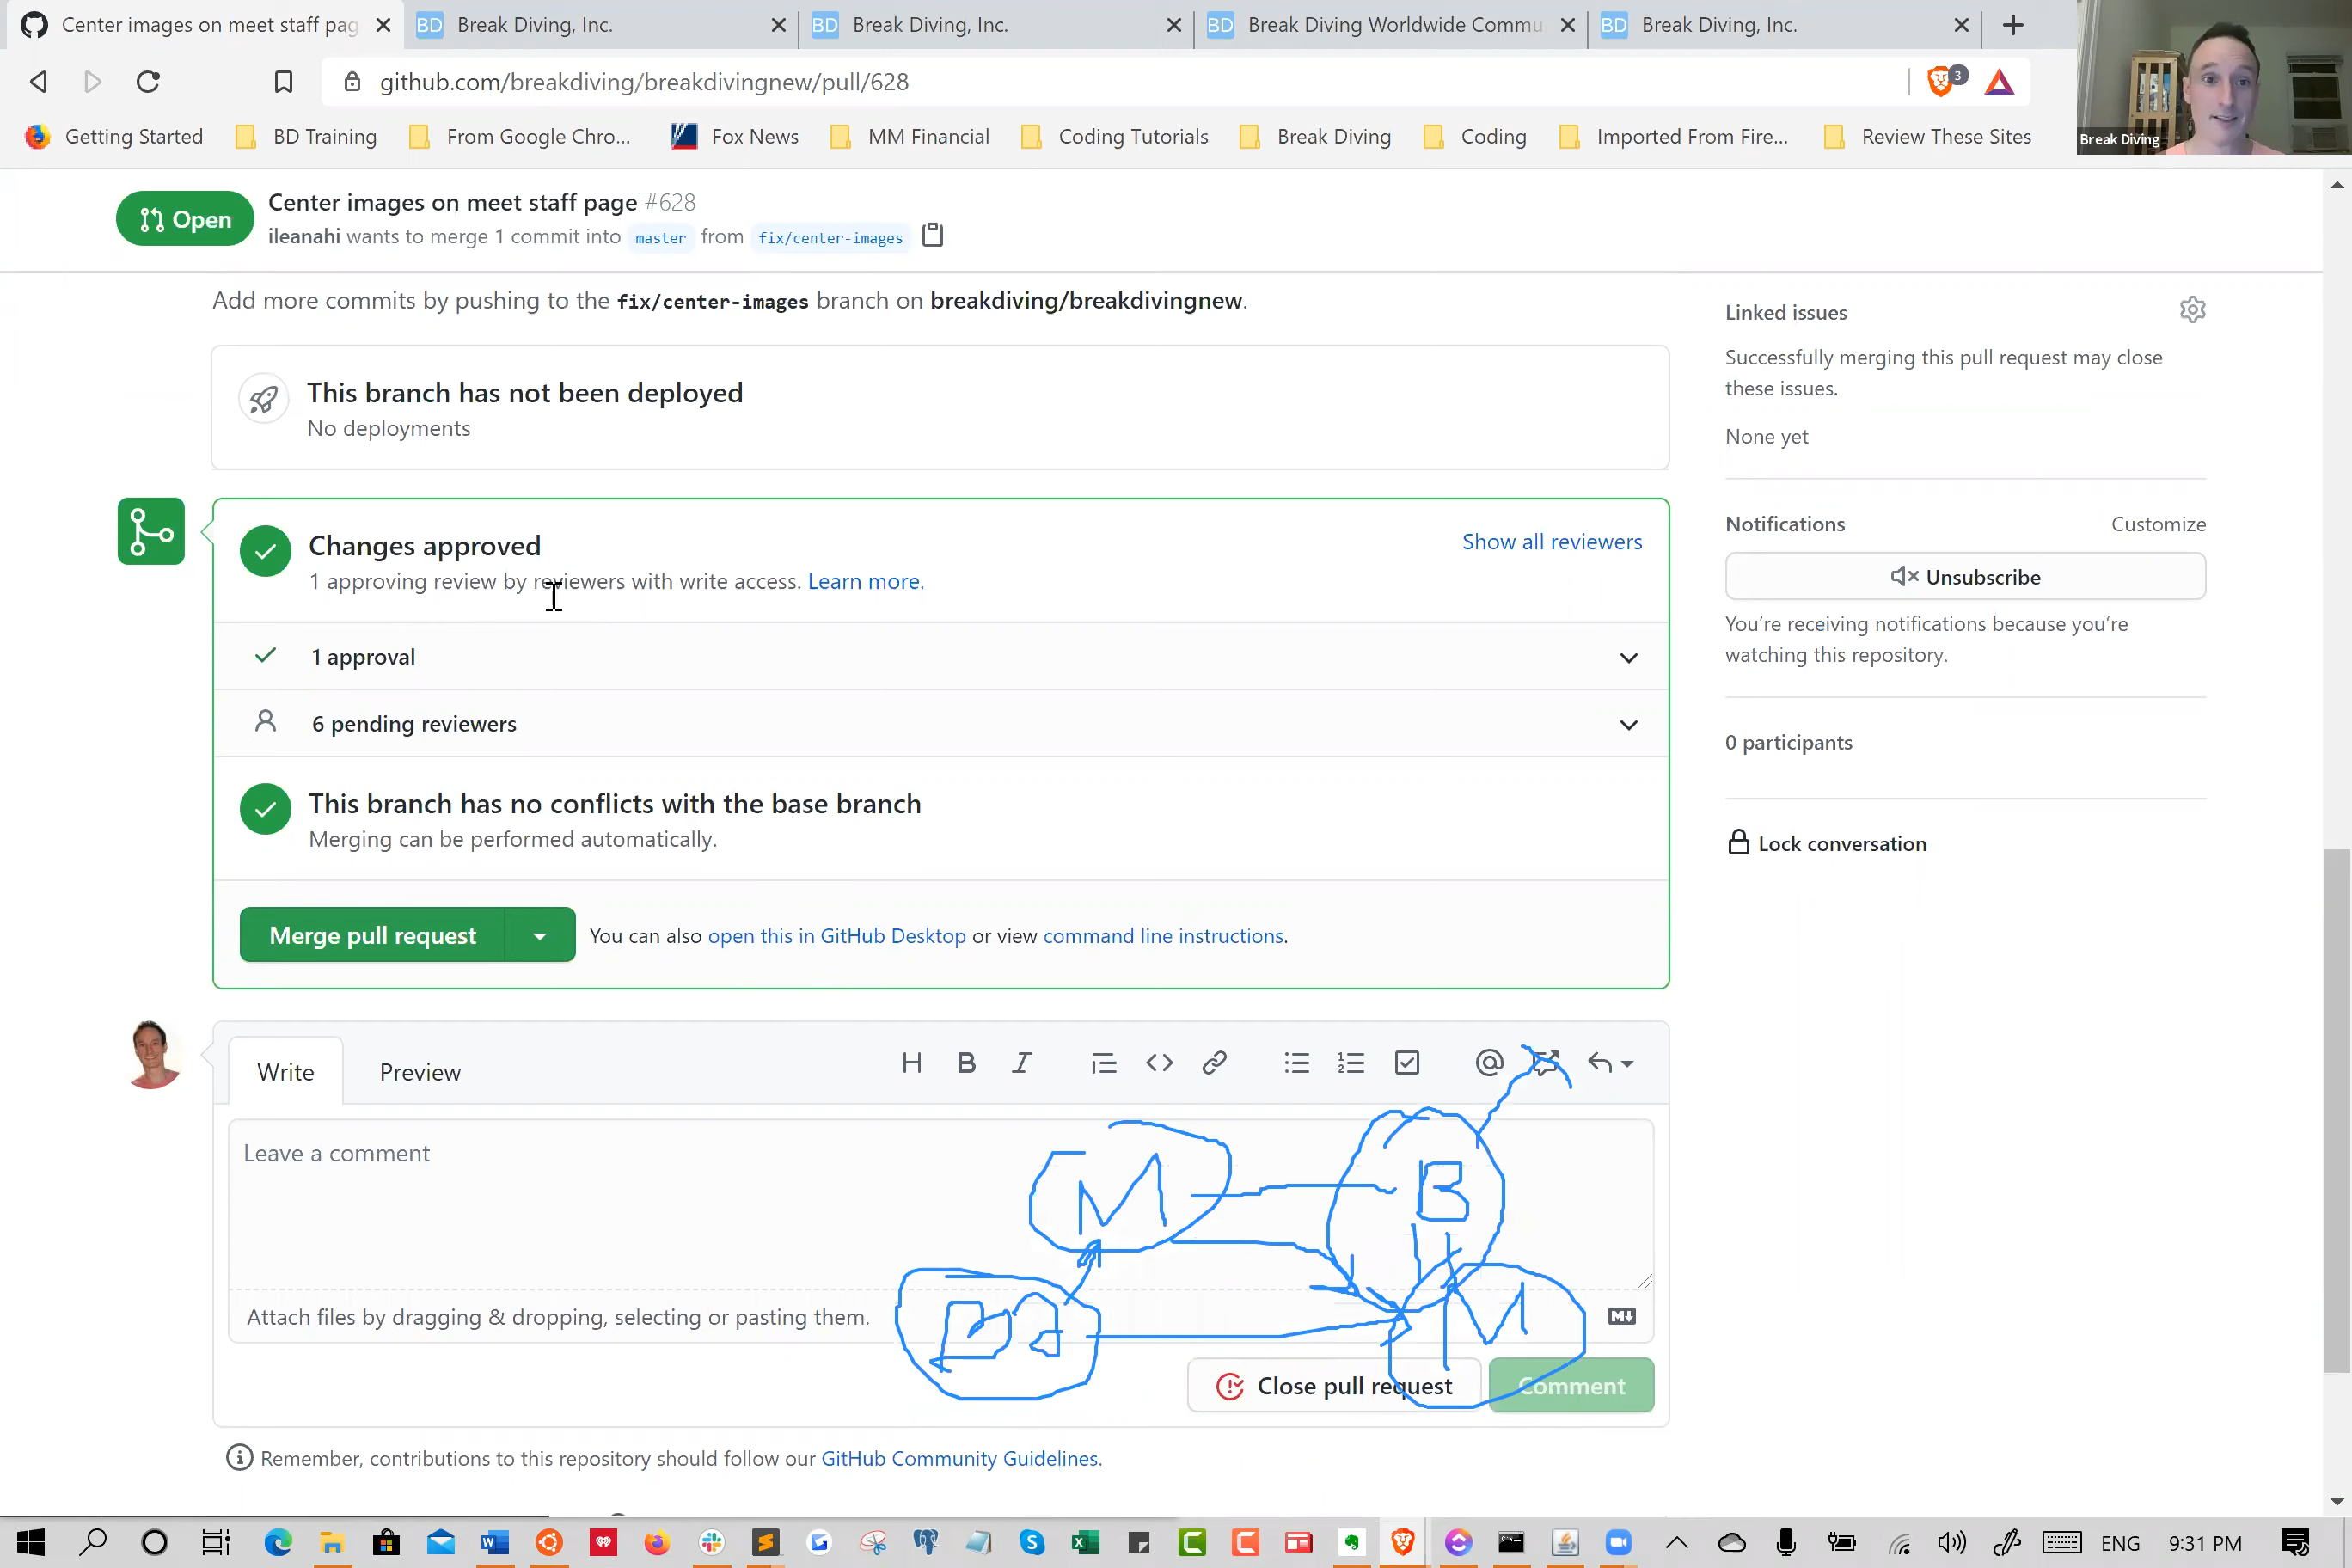 Center images on meet staff pag
BD Break Diving, Inc.
BD Break Diving, Inc.
BD Break Diving Worldwide Commu
BD Break Diving, Inc.
github.com/breakdiving/breakdivingnew/pull/628
3
Getting Started
BD Training
From Google Chro...
Fox News
MM Financial
Coding Tutorials
Break Diving
Coding
Imported From Fire...
Review These Sites
Break Diving
Open
Center images on meet staff page #628
ileanahi wants to merge 1 commit into master from fix/center-images
Add more commits by pushing to the fix/center-images branch on breakdiving/breakdivingnew.
This branch has not been deployed
No deployments
Changes approved
Show all reviewers
1 approving review by reviewers with write access. Learn more.
1 approval
6 pending reviewers
This branch has no conflicts with the base branch
Merging can be performed automatically.
Merge pull request
You can also open this in GitHub Desktop or view command line instructions.
Linked issues
Successfully merging this pull request may close
these issues.
None yet
Notifications
Customize
Unsubscribe
You're receiving notifications because you're
watching this repository.
0 participants
Lock conversation
Write
Preview
H B I
Leave a comment
M
B
M
Attach files by dragging & dropping, selecting or pasting them.
Close pull request
Comment
Remember, contributions to this repository should follow our GitHub Community Guidelines.
ENG
9:31 PM